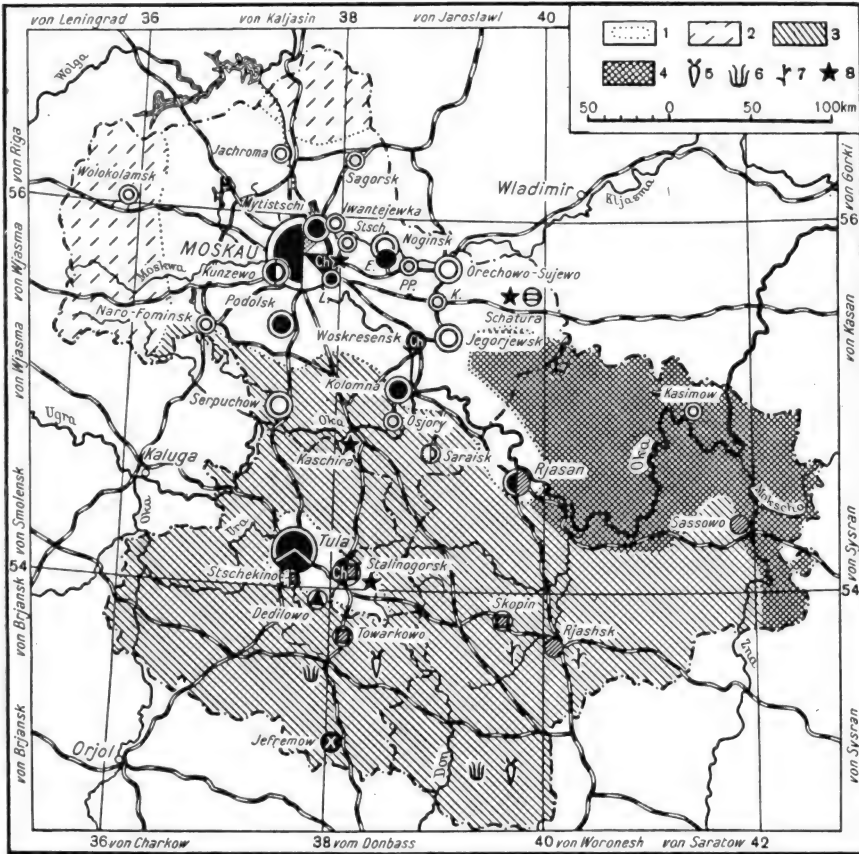 36 38 40
von Leningrad von Kaljasin von Jaroslawl
1 2 3
4 5 6 7 8
50 0 50 100km
Wolga
von Riga
Jachroma
Wolokolamsk
Sagorsk
56
56
Wladimir
Kljasma
von Gorki
Mytistschi
Iwantejewka
Stsch.
Noginsk
MOSKAU
Ch.
E.
Orechowo-Sujewo
von Wjasma
Moskwa
Kunzewo
L.
PP.
K.
Schatura
Podolsk
Naro-Fominsk
von Kasan
Woskresensk
Ch
Jegorjewsk
von Wjasma
Kolomna
Kasimow
Serpuchow
Oka
Osjory
Ugra
Kaschira
Saraisk
Oka
Kaluga
Rjasan
Mokscha
Oka
Sassowo
von Smolensk
Ura
Tula
von Sysran
54
Ch
Stalinogorsk
54
Stschekino
Dedilowo
Skopin
von Brjansk
Towarkowo
Rjashsk
Zna
Jefremow
X
von Brjansk
Orjol
Don
von Sysran
36 von Charkow 38 vom Donbass 40 von Woronesh von Saratow 42